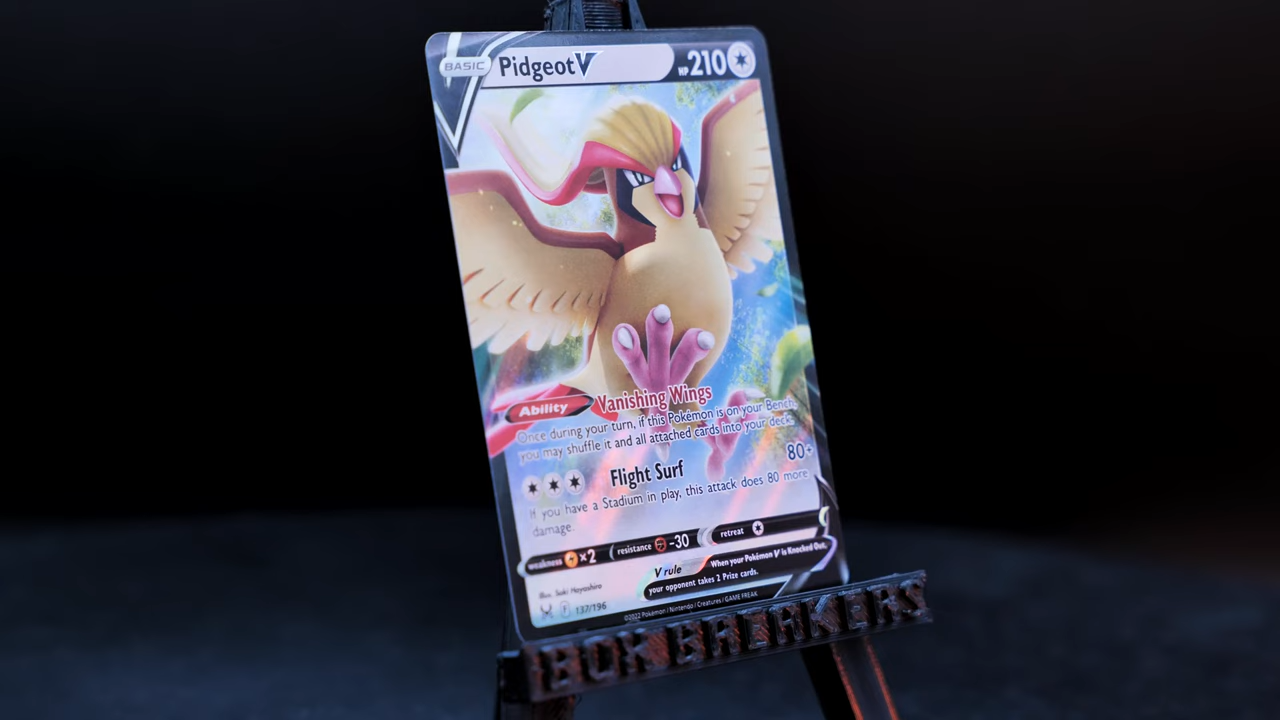 BASIC PidgeotV HP 210
Ability Vanishing Wings
Once during your turn, if this Pokémon is on your Bench,
you may shuffle it and all attached cards into your deck.
Flight Surf 80+
If you have a Stadium in play, this attack does 80 more
damage.
weakness ×2 resistance -30 retreat
V rule When your Pokémon V is Knocked Out,
your opponent takes 2 Prize cards.
Illus. Saki Hayashiro
F 137/196
©2022 Pokémon / Nintendo / Creatures / GAME FREAK
BOX BREAKERS